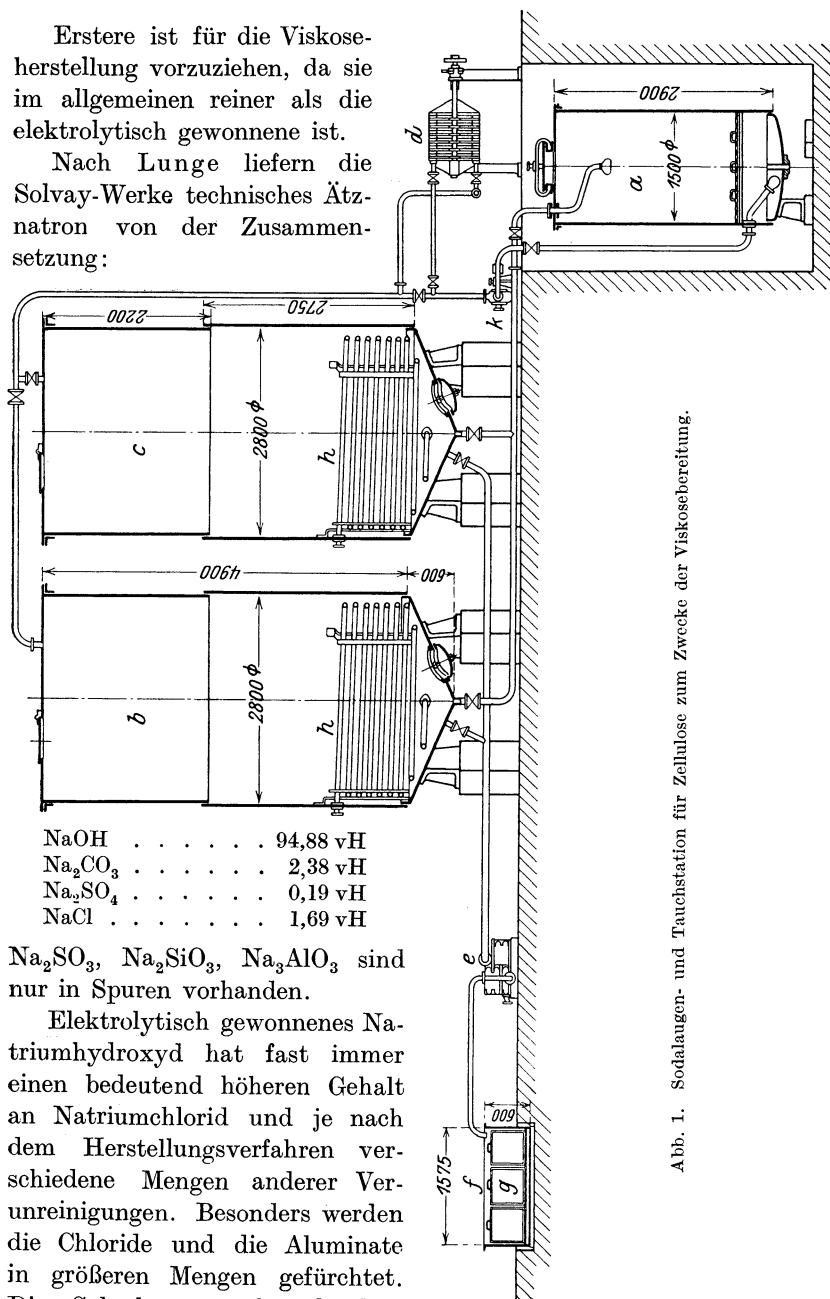 Erstere ist für die Viskose-
herstellung vorzuziehen, da sie
im allgemeinen reiner als die
elektrolytisch gewonnene ist.
Nach Lunge liefern die
Solvay-Werke technisches Ätz-
natron von der Zusammen-
setzung:
NaOH . . . . . . 94,88 vH
Na₂CO₃ . . . . . . 2,38 vH
Na₂SO₄ . . . . . . 0,19 vH
NaCl . . . . . . . 1,69 vH
Na₂SO₃, Na₂SiO₃, Na₃AlO₃ sind
nur in Spuren vorhanden.
Elektrolytisch gewonnenes Na-
triumhydroxyd hat fast immer
einen bedeutend höheren Gehalt
an Natriumchlorid und je nach
dem Herstellungsverfahren ver-
schiedene Mengen anderer Ver-
unreinigungen. Besonders werden
die Chloride und die Aluminate
in größeren Mengen gefürchtet.
d
2900
a
1500 ϕ
k
2200
2750
c
2800 ϕ
h
4900
600
b
2800 ϕ
h
e
600
1575
f
g
Abb. 1. Sodalaugen- und Tauchstation für Zellulose zum Zwecke der Viskosebereitung.